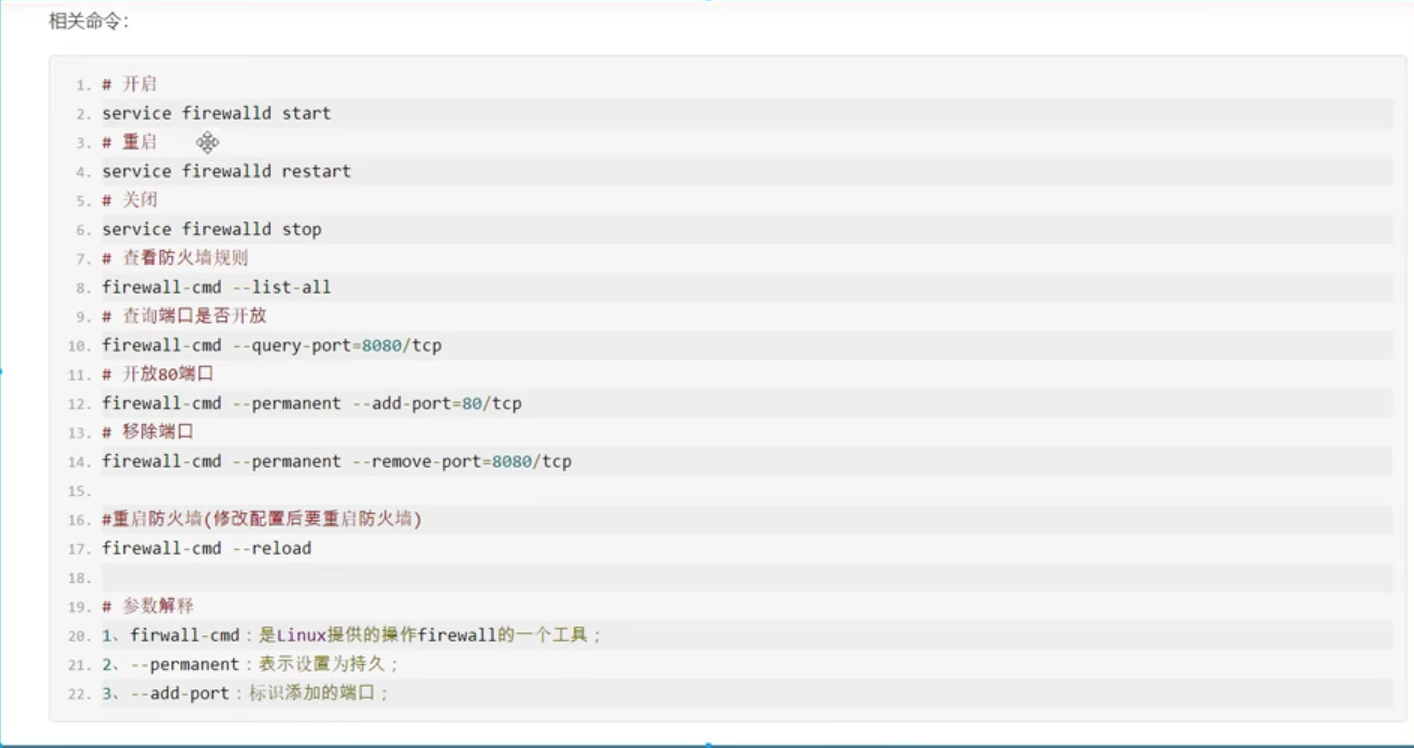 相关命令：
1. # 开启
2. service firewalld start
3. # 重启
4. service firewalld restart
5. # 关闭
6. service firewalld stop
7. # 查看防火墙规则
8. firewall-cmd --list-all
9. # 查询端口是否开放
10. firewall-cmd --query-port=8080/tcp
11. # 开放80端口
12. firewall-cmd --permanent --add-port=80/tcp
13. # 移除端口
14. firewall-cmd --permanent --remove-port=8080/tcp
15.
16. #重启防火墙(修改配置后要重启防火墙)
17. firewall-cmd --reload
18.
19. # 参数解释
20. 1、firwall-cmd：是Linux提供的操作firewall的一个工具；
21. 2、--permanent：表示设置为持久；
22. 3、--add-port：标识添加的端口；